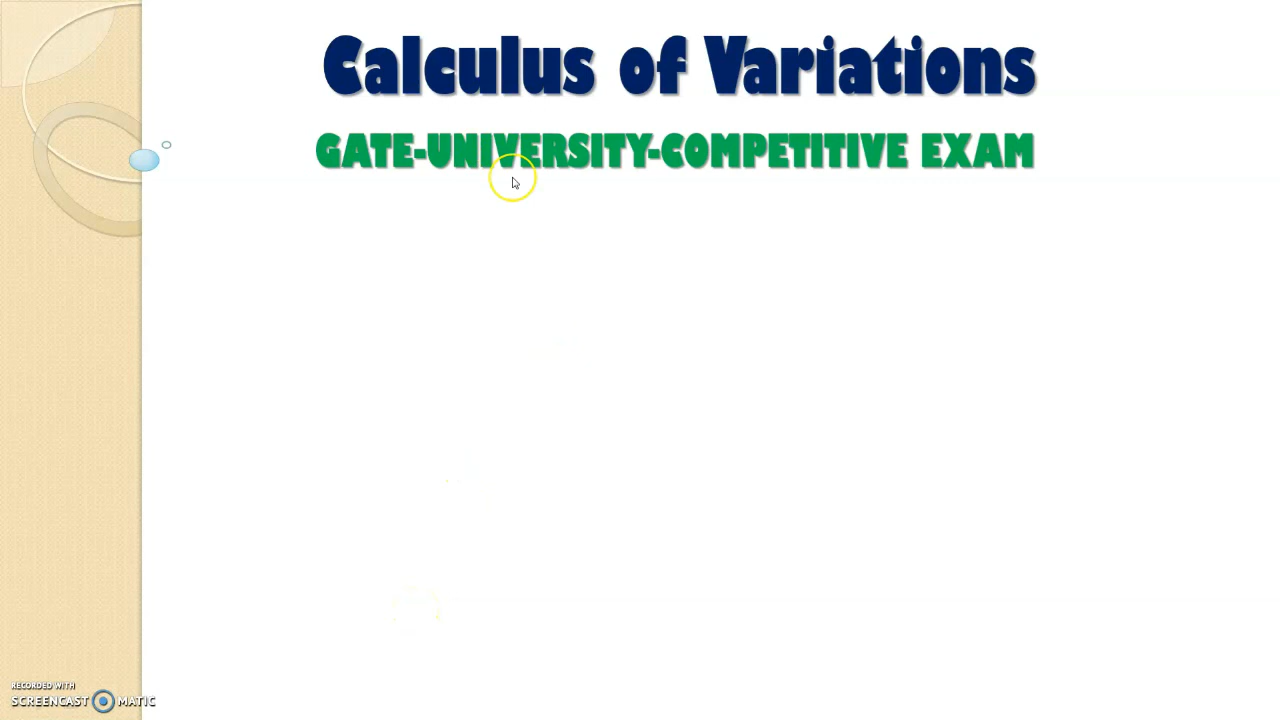 Calculus of Variations
GATE-UNIVERSITY-COMPETITIVE EXAM
RECORDED WITH
SCREENCAST MATIC